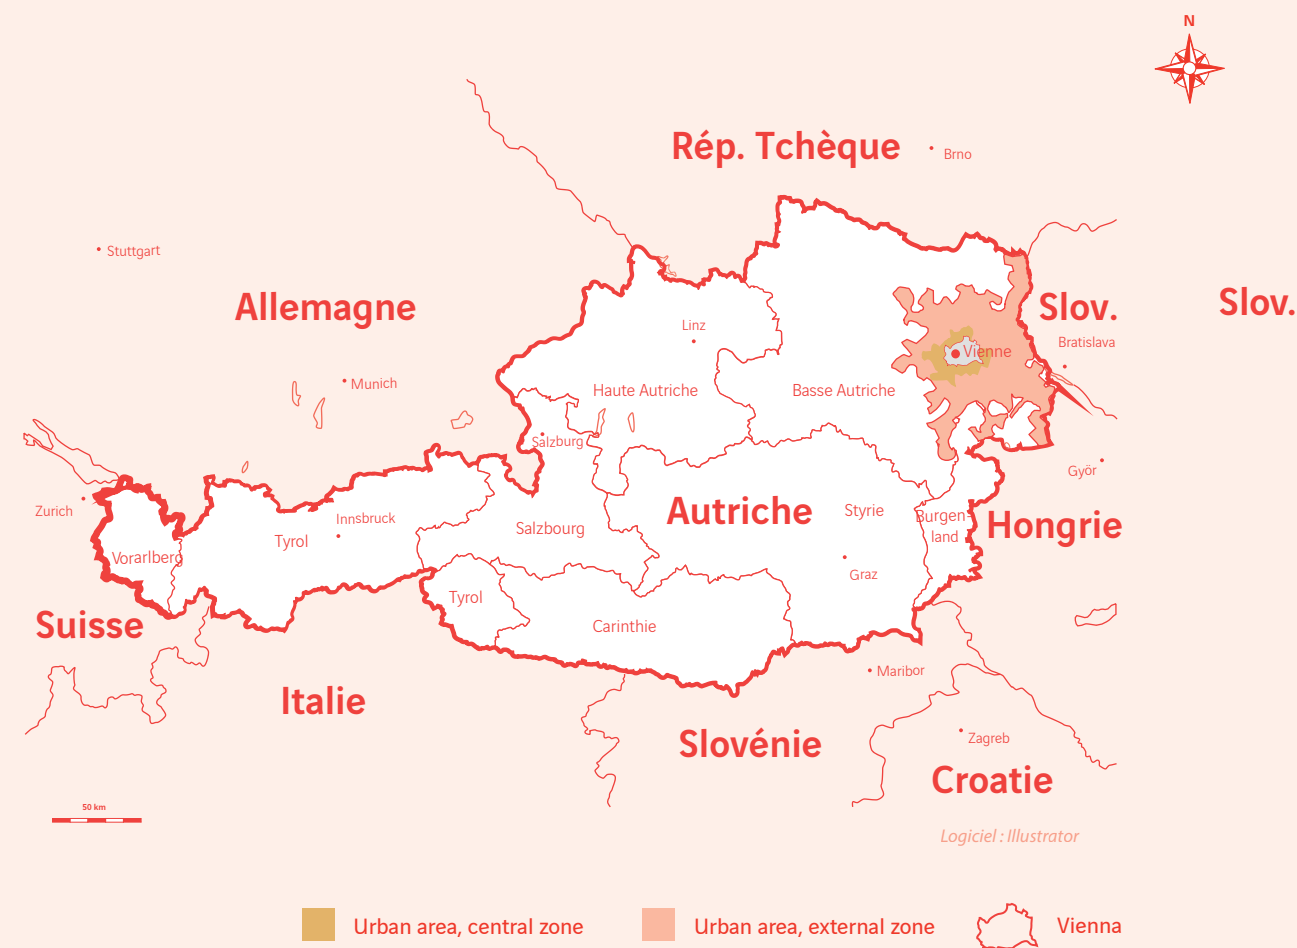 N
Rép. Tchèque
Brno
Stuttgart
Allemagne
Slov.
Slov.
Linz
Bratislava
Vienne
Munich
Haute Autriche
Basse Autriche
Salzburg
Györ
Zurich
Innsbruck
Autriche
Styrie
Burgen-
land
Hongrie
Salzbourg
Tyrol
Vorarlberg
Graz
Tyrol
Suisse
Carinthie
Maribor
Italie
Slovénie
Zagreb
Croatie
50 km
Logiciel : Illustrator
Urban area, central zone
Urban area, external zone
Vienna